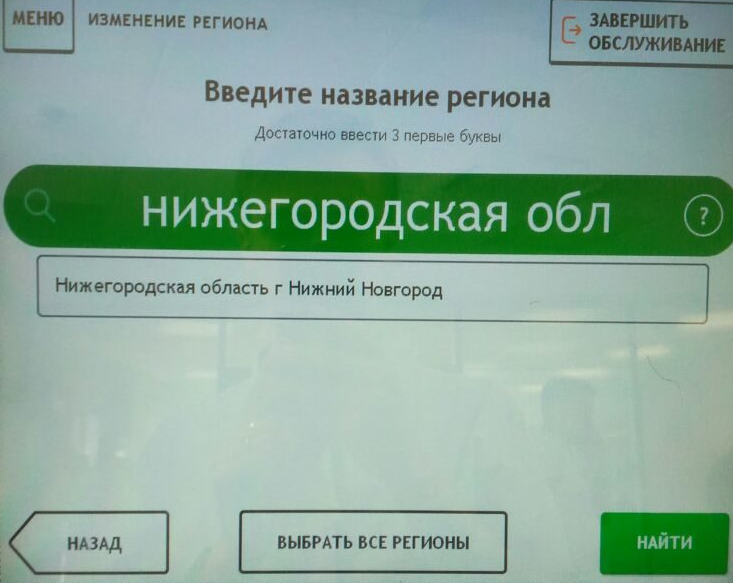 МЕНЮ
ИЗМЕНЕНИЕ РЕГИОНА
ЗАВЕРШИТЬ
ОБСЛУЖИВАНИЕ
Введите название региона
Достаточно ввести 3 первые буквы
нижегородская обл
?
Нижегородская область г Нижний Новгород
НАЗАД
ВЫБРАТЬ ВСЕ РЕГИОНЫ
НАЙТИ